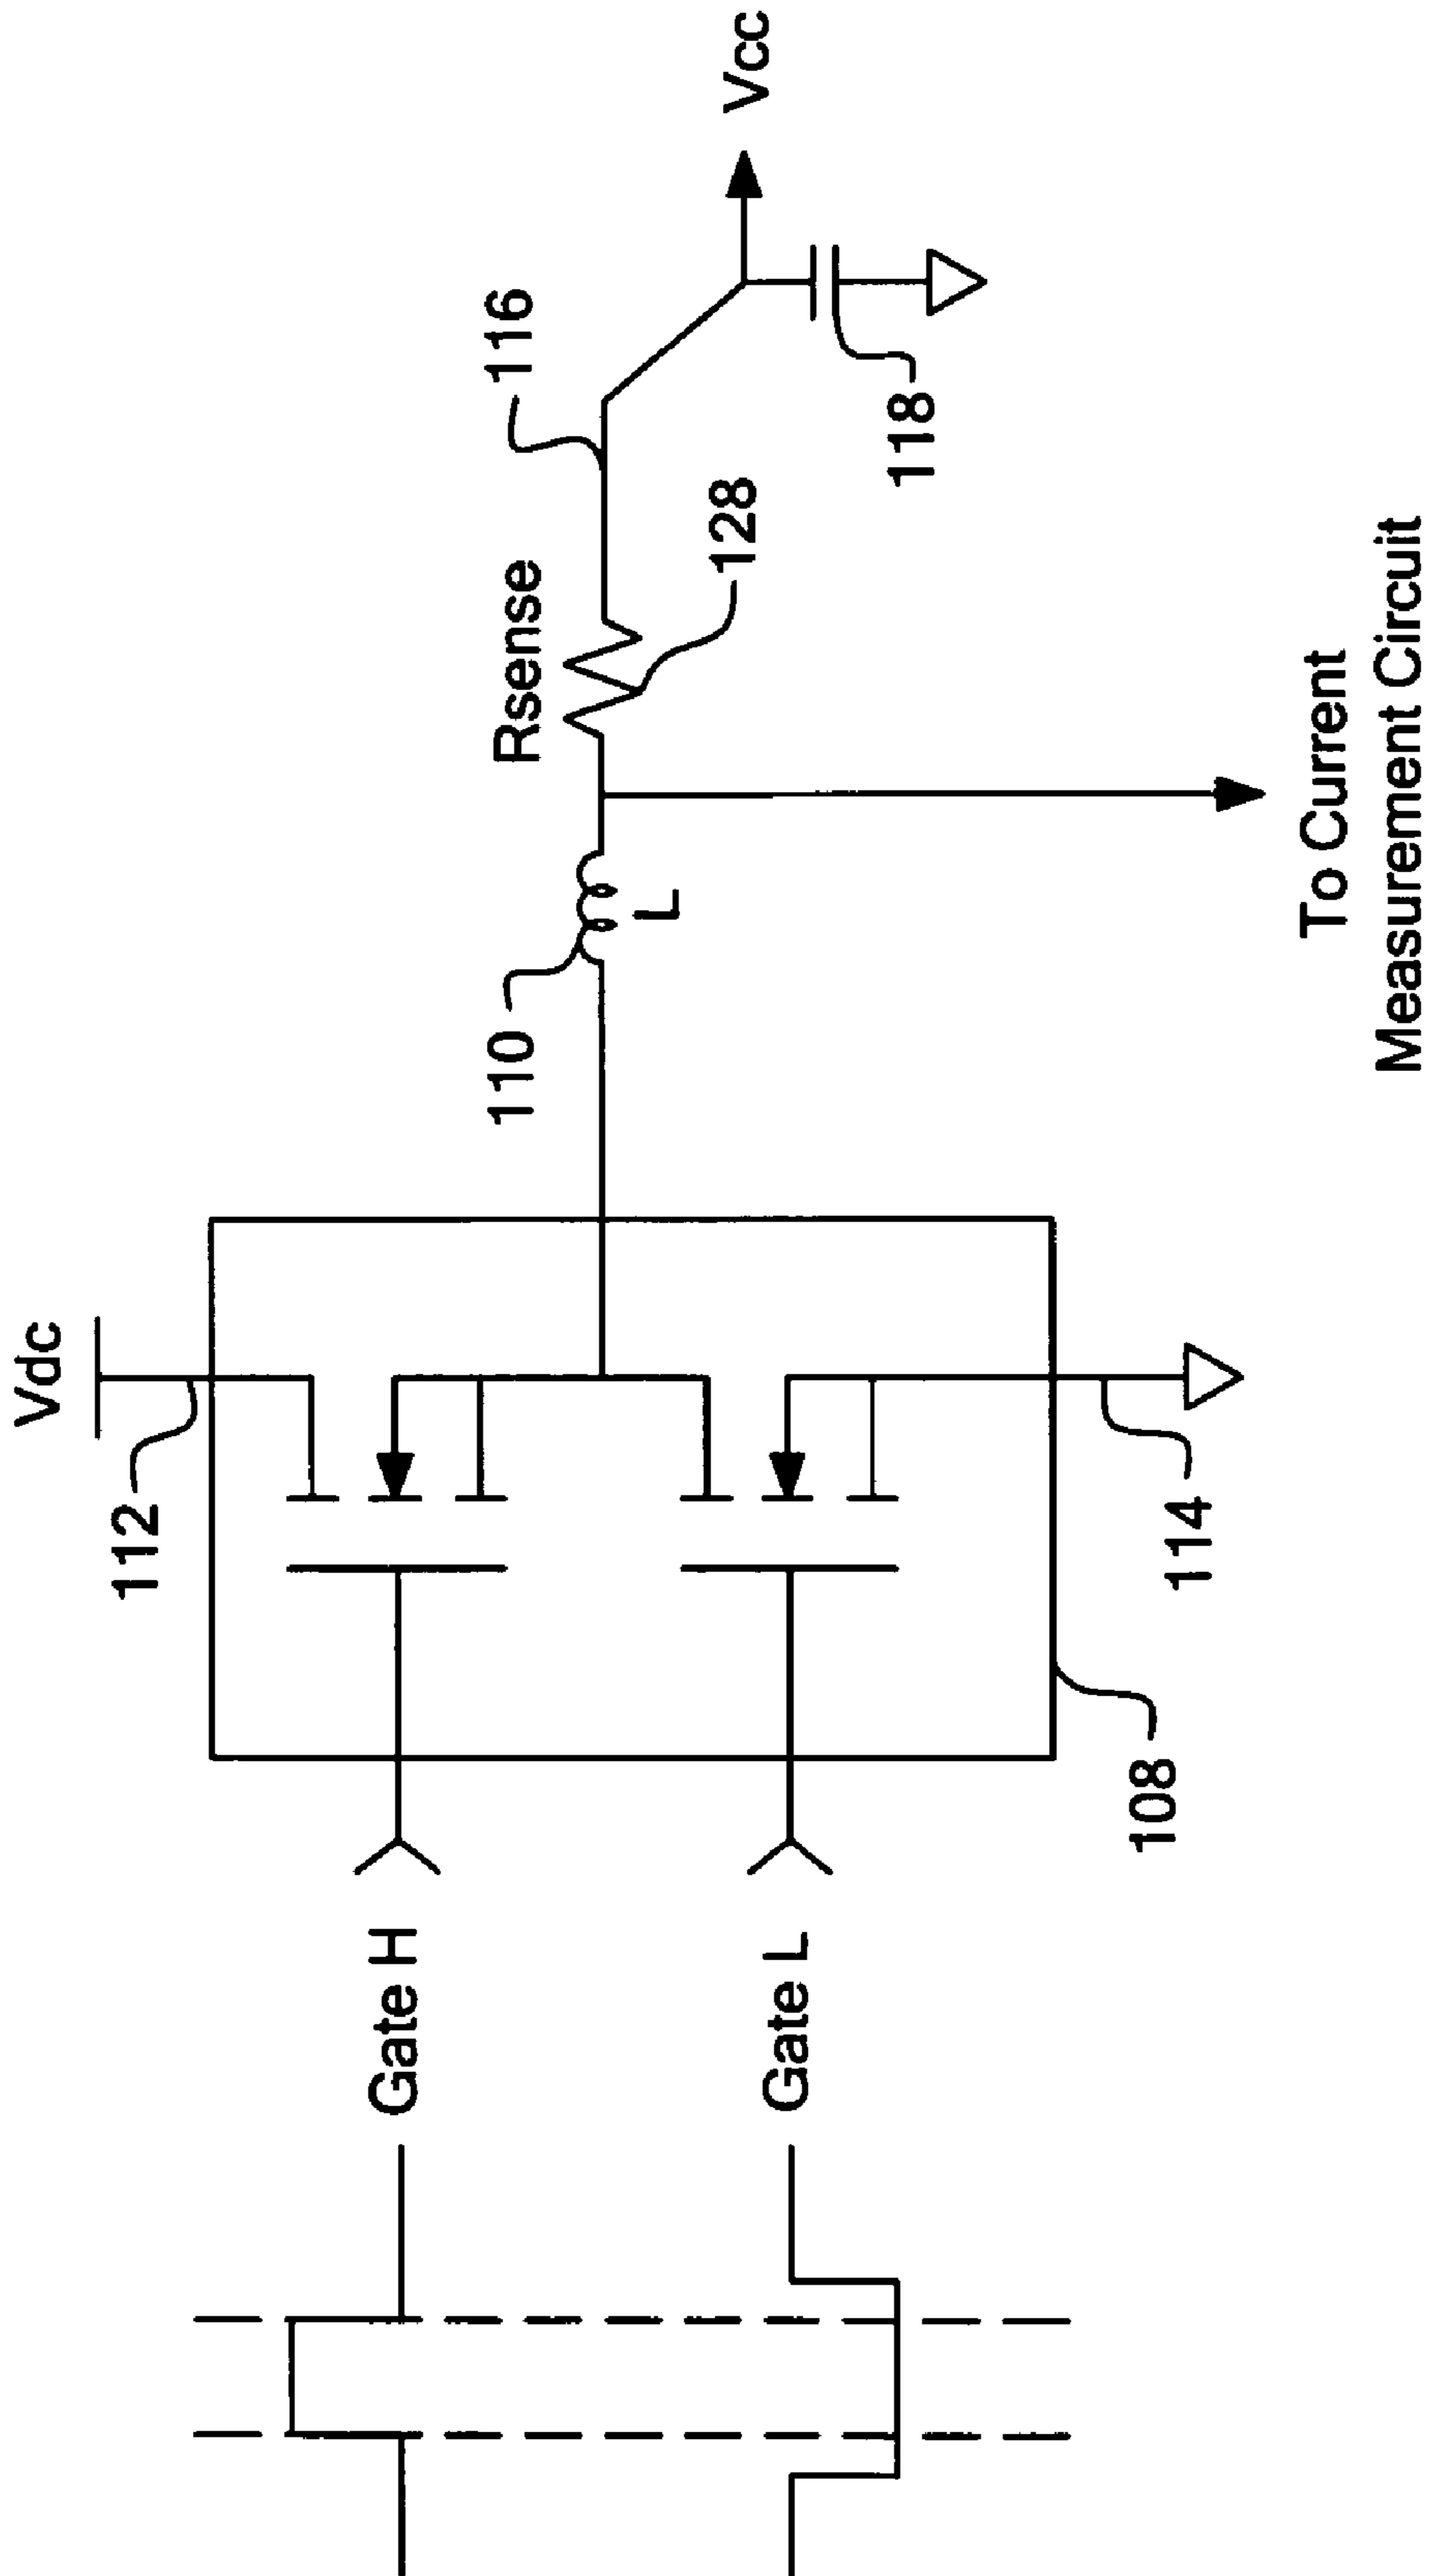 Vdc
112
Gate H
Gate L
108
114
110
L
Rsense
128
116
118
Vcc
To Current
Measurement Circuit